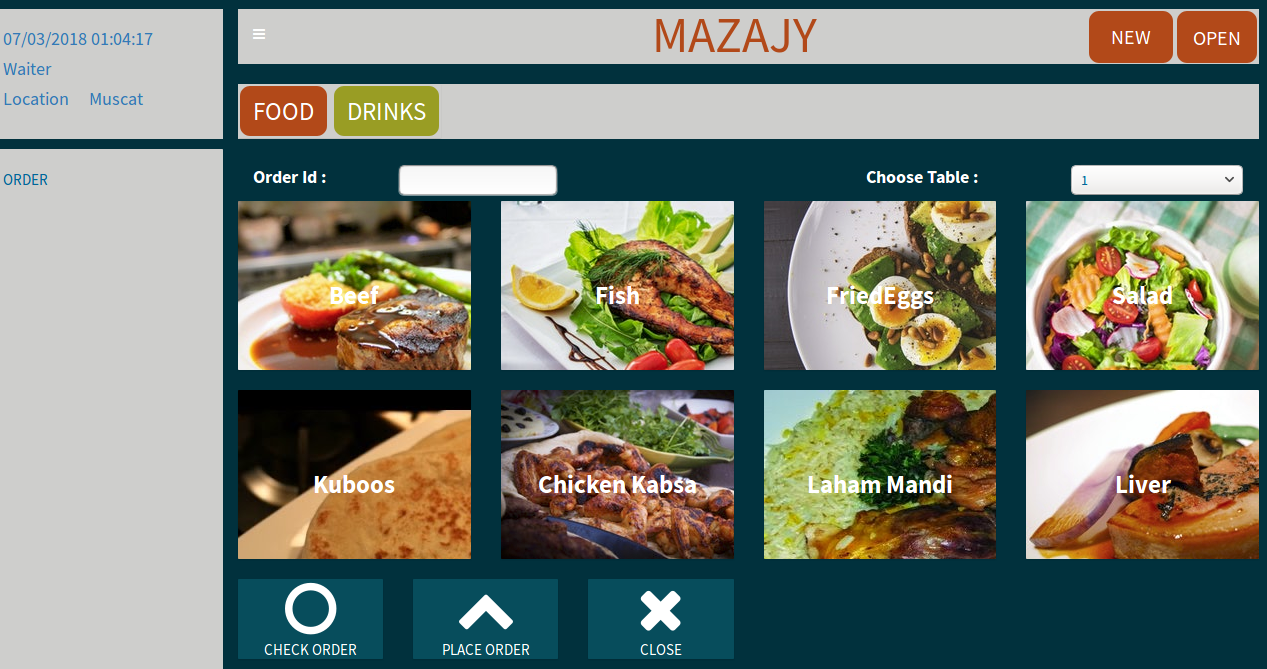 07/03/2018 01:04:17
Waiter
Location Muscat
ORDER
MAZAJY
NEW
OPEN
FOOD
DRINKS
Order Id :
Choose Table :
1
Beef
Fish
FriedEggs
Salad
Kuboos
Chicken Kabsa
Laham Mandi
Liver
CHECK ORDER
PLACE ORDER
CLOSE